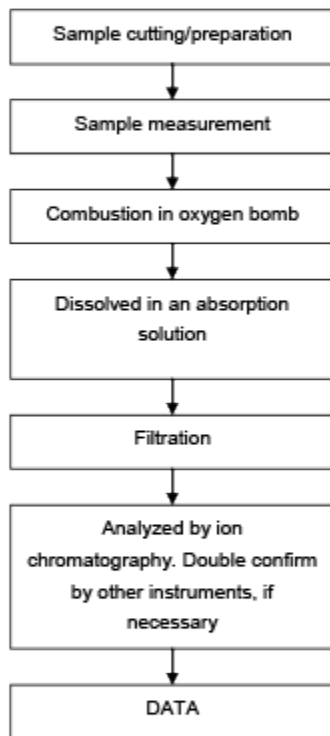 Sample cutting/preparation
Sample measurement
Combustion in oxygen bomb
Dissolved in an absorption
solution
Filtration
Analyzed by ion
chromatography. Double confirm
by other instruments, if
necessary
DATA